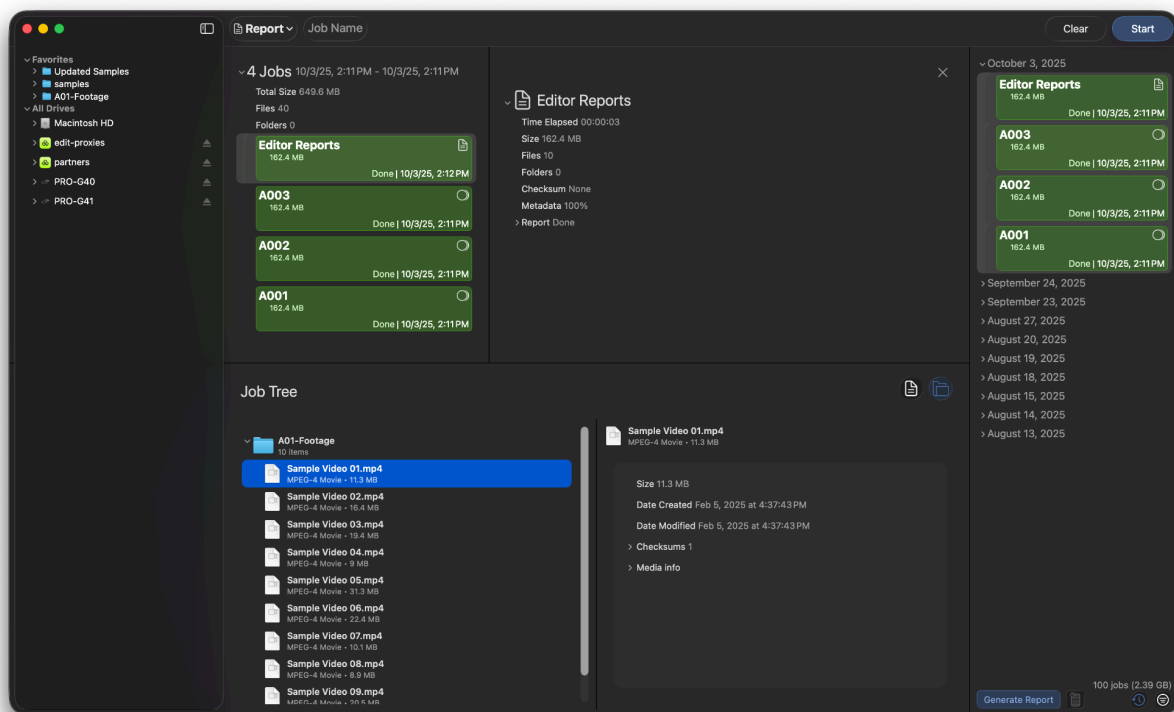 Report
Job Name
Clear
Start
Favorites
Updated Samples
samples
A01-Footage
All Drives
Macintosh HD
edit-proxies
partners
PRO-G40
PRO-G41
4 Jobs 10/3/25, 2:11 PM - 10/3/25, 2:11 PM
Total Size 649.6 MB
Files 40
Folders 0
Editor Reports
162.4 MB
Done | 10/3/25, 2:12 PM
A003
162.4 MB
Done | 10/3/25, 2:11 PM
A002
162.4 MB
Done | 10/3/25, 2:11 PM
A001
162.4 MB
Done | 10/3/25, 2:11 PM
Editor Reports
Time Elapsed 00:00:03
Size 162.4 MB
Files 10
Folders 0
Checksum None
Metadata 100%
Report Done
October 3, 2025
Editor Reports
162.4 MB
Done | 10/3/25, 2:11 PM
A003
162.4 MB
Done | 10/3/25, 2:11 PM
A002
162.4 MB
Done | 10/3/25, 2:11 PM
A001
162.4 MB
Done | 10/3/25, 2:11 PM
September 24, 2025
September 23, 2025
August 27, 2025
August 20, 2025
August 19, 2025
August 18, 2025
August 15, 2025
August 14, 2025
August 13, 2025
Job Tree
A01-Footage
10 items
Sample Video 01.mp4
MPEG-4 Movie • 11.3 MB
Sample Video 02.mp4
MPEG-4 Movie • 16.4 MB
Sample Video 03.mp4
MPEG-4 Movie • 19.4 MB
Sample Video 04.mp4
MPEG-4 Movie • 9 MB
Sample Video 05.mp4
MPEG-4 Movie • 31.3 MB
Sample Video 06.mp4
MPEG-4 Movie • 22.4 MB
Sample Video 07.mp4
MPEG-4 Movie • 10.1 MB
Sample Video 08.mp4
MPEG-4 Movie • 8.9 MB
Sample Video 09.mp4
MPEG-4 Movie • 20.5 MB
Sample Video 01.mp4
MPEG-4 Movie • 11.3 MB
Size 11.3 MB
Date Created Feb 5, 2025 at 4:37:43 PM
Date Modified Feb 5, 2025 at 4:37:43 PM
Checksums 1
Media info
100 jobs (2.39 GB)
Generate Report